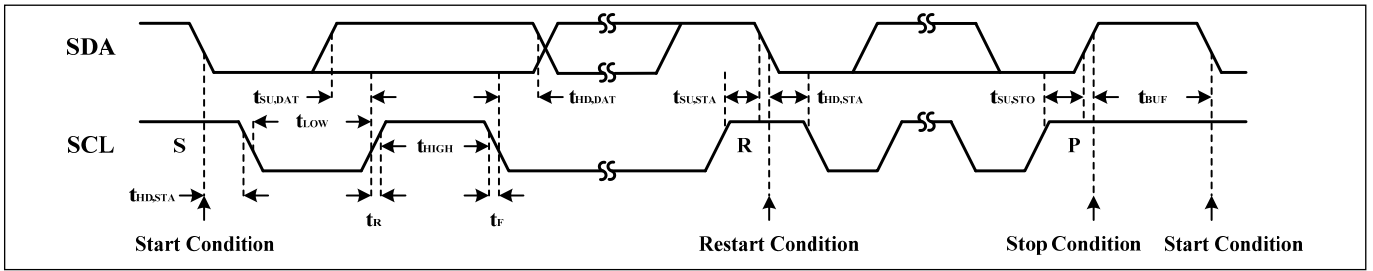 SDA
tSU,DAT
tHD,DAT
tSU,STA
tHD,STA
tSU,STO
tBUF
tLOW
SCL
S
tHIGH
R
P
tHD,STA
tR
tF
Start Condition
Restart Condition
Stop Condition
Start Condition